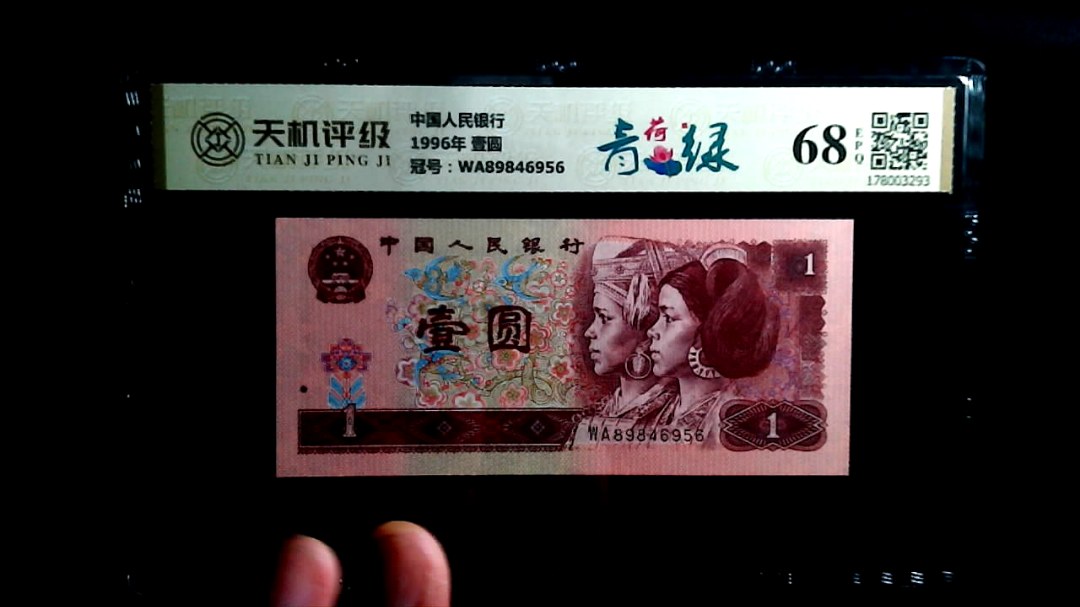 天机评级
TIAN JI PING JI
中国人民银行
1996年 壹圆
冠号：WA89846956
青荷绿
68
EPQ
178003293
中国人民银行
1
壹圆
1
WA89846956
1